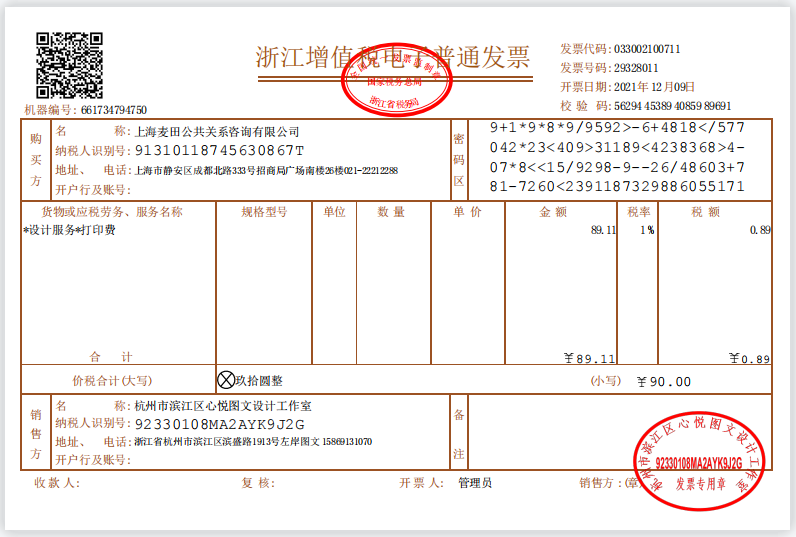 浙江增值税电子普通发票
全国统一发票监制章
国家税务总局
浙江省税务局
发票代码: 033002100711
发票号码: 29328011
开票日期: 2021年12月09日
校 验 码: 56294 45389 40859 89691
机器编号: 661734794750
购买方
名 称: 上海麦田公共关系咨询有限公司
纳税人识别号: 91310118745630867T
地址、 电话: 上海市静安区成都北路333号招商局广场南楼26楼021-22212288
开户行及账号:
密码区
9+1*9*8*9/9592>-6+4818</577
042*23<409>31189<4238368>4-
07*8<<15/9298-9--26/48603+7
81-7260<2391187329886055171
货物或应税劳务、服务名称 规格型号 单位 数 量 单 价 金 额 税率 税 额
*设计服务*打印费 89.11 1% 0.89
合 计 ￥89.11 ￥0.89
价税合计(大写) ⊗玖拾圆整 (小写) ￥90.00
销售方
名 称: 杭州市滨江区心悦图文设计工作室
纳税人识别号: 92330108MA2AYK9J2G
地址、 电话: 浙江省杭州市滨江区滨盛路1913号左岸图文 15869131070
开户行及账号:
备注
收 款 人: 复 核: 开 票 人: 管理员 销售方:(章)
杭州市滨江区心悦图文设计工作室
92330108MA2AYK9J2G
发票专用章